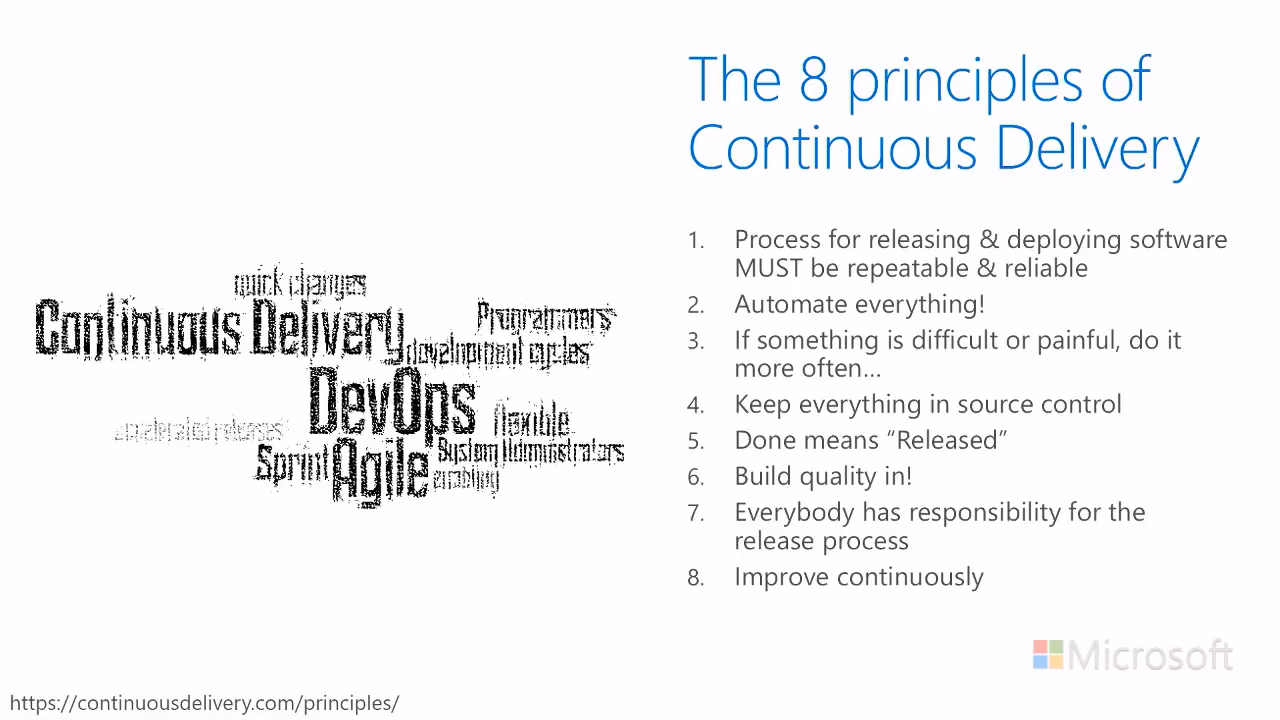 The 8 principles of
Continuous Delivery
1. Process for releasing & deploying software
MUST be repeatable & reliable
2. Automate everything!
3. If something is difficult or painful, do it
more often...
4. Keep everything in source control
5. Done means “Released”
6. Build quality in!
7. Everybody has responsibility for the
release process
8. Improve continuously
quick changes
Continuous Delivery
Programmers
development cycles
DevOps
flexible
accelerated releases
System Administrators
Sprint
Agile
enabling
Microsoft
https://continuousdelivery.com/principles/